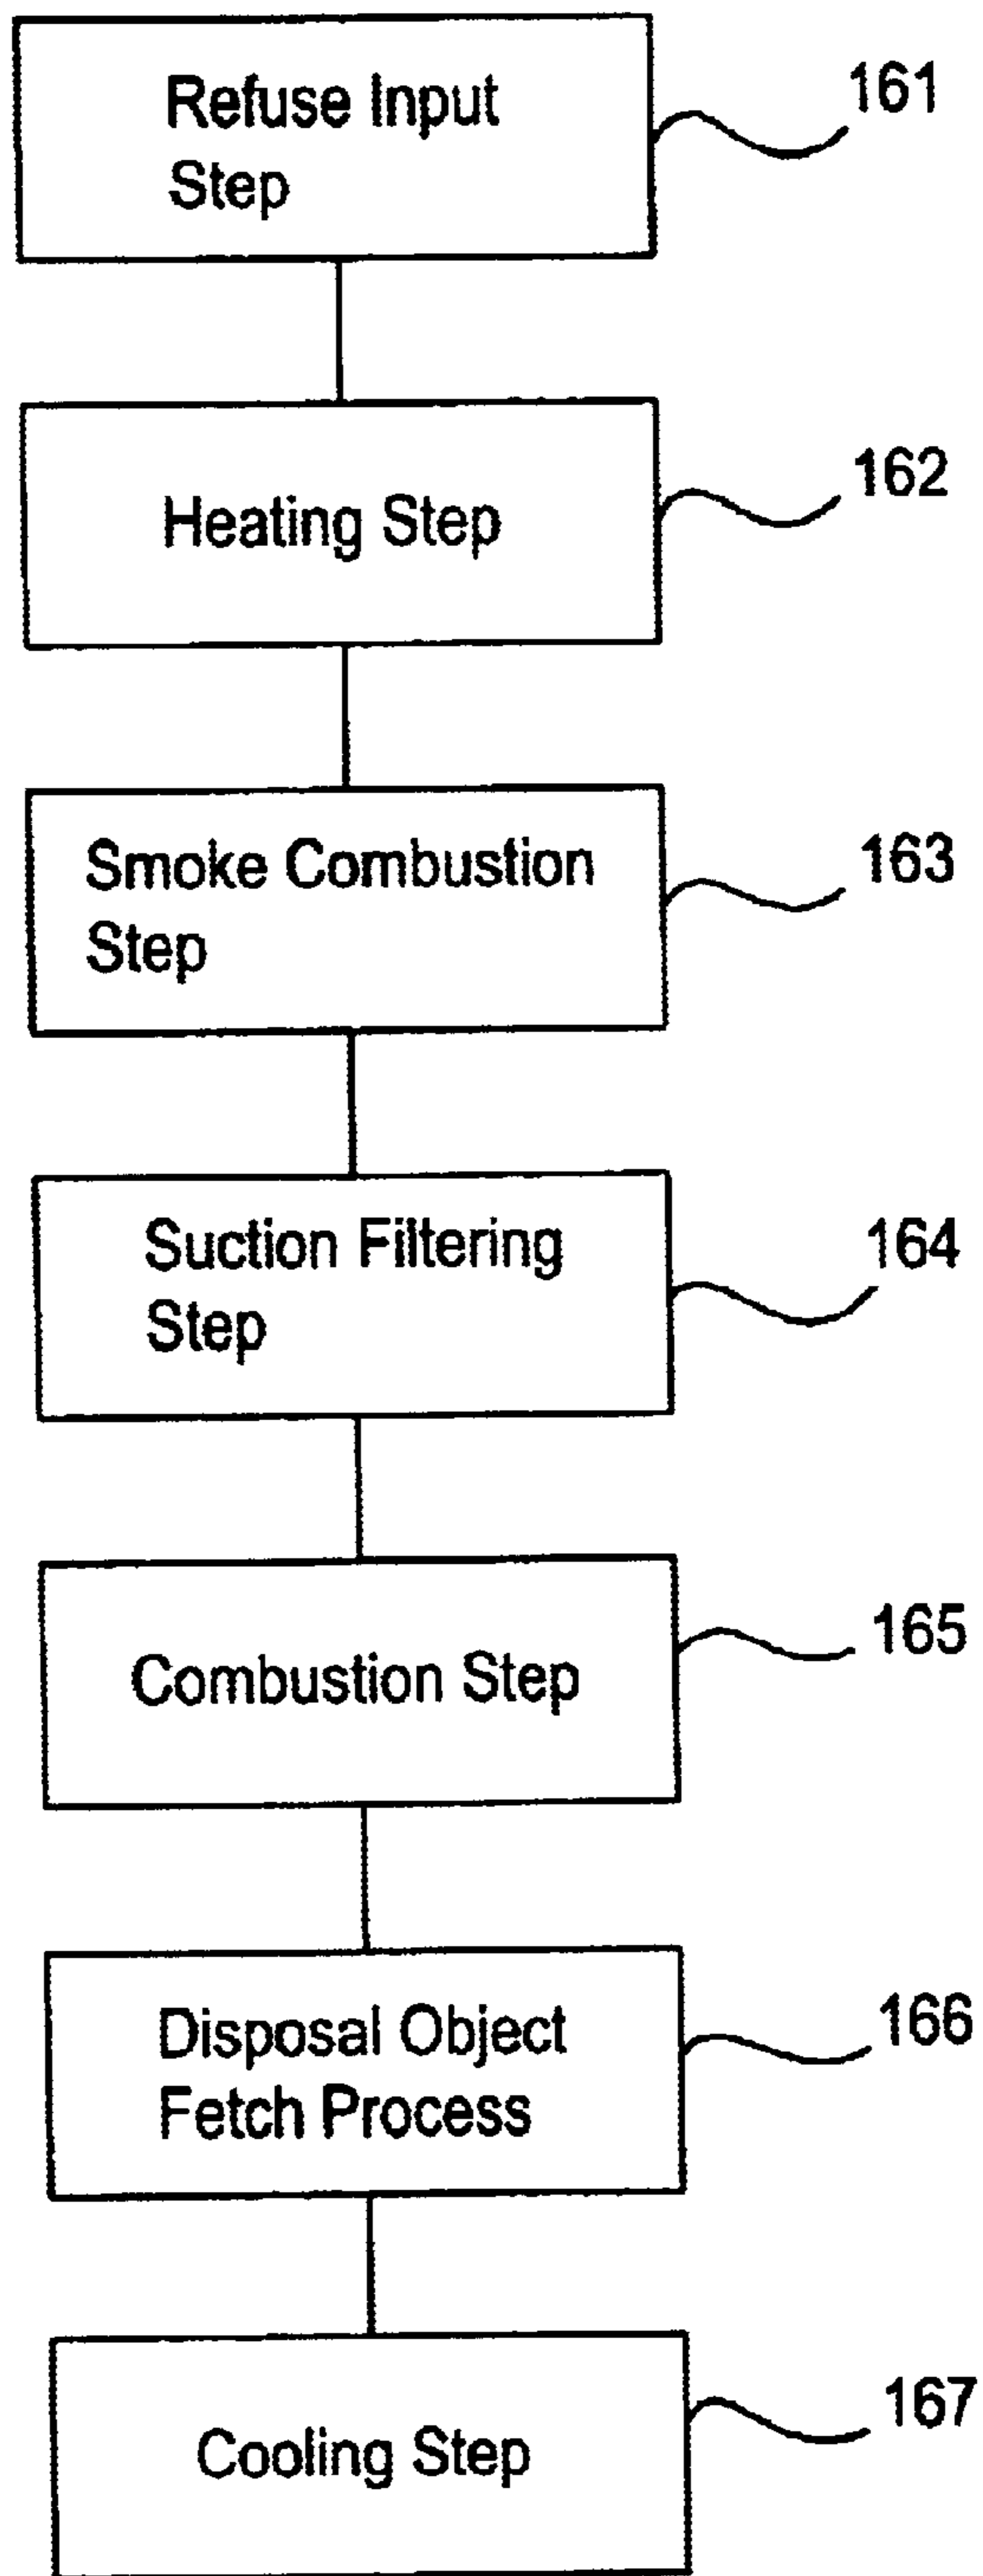 Refuse Input
Step
161
Heating Step
162
Smoke Combustion
Step
163
Suction Filtering
Step
164
Combustion Step
165
Disposal Object
Fetch Process
166
Cooling Step
167